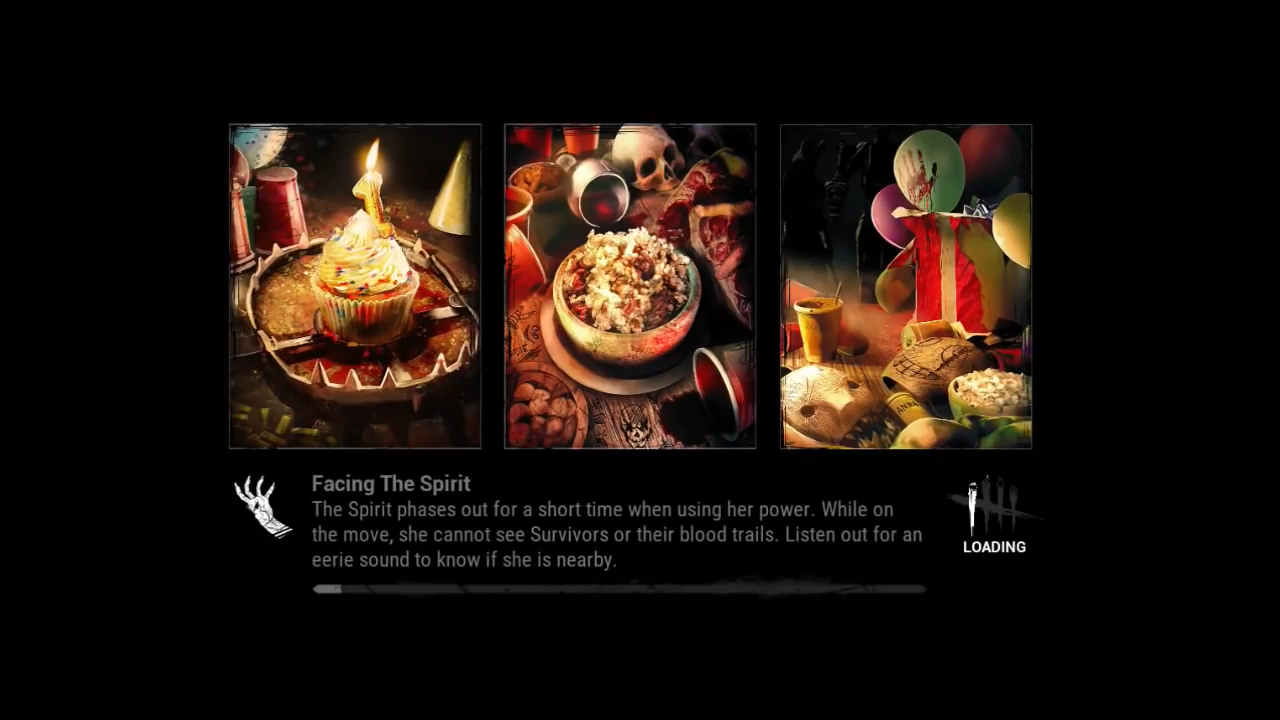 ANNA
Facing The Spirit
The Spirit phases out for a short time when using her power. While on
the move, she cannot see Survivors or their blood trails. Listen out for an
eerie sound to know if she is nearby.
LOADING